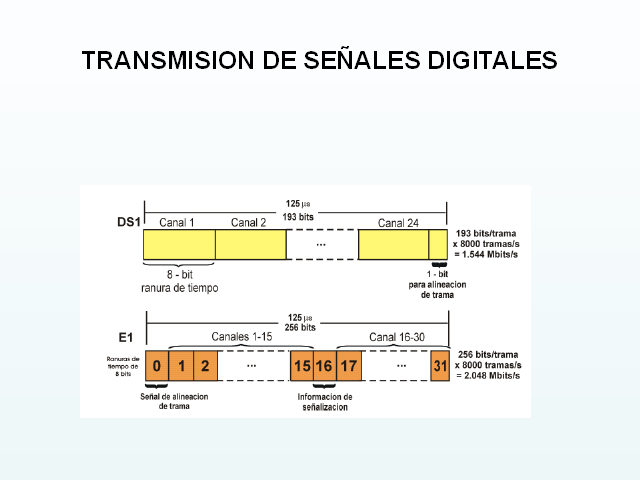 TRANSMISION DE SEÑALES DIGITALES
125 µs
193 bits
DS1
Canal 1
Canal 2
Canal 24
...
193 bits/trama
x 8000 tramas/s
= 1.544 Mbits/s
8 - bit
ranura de tiempo
1 - bit
para alineacion
de trama
125 µs
256 bits
E1
Canales 1-15
Canal 16-30
Ranuras de
tiempo de
8 bits
0 1 2 ... 15 16 17 ... 31
256 bits/trama
x 8000 tramas/s
= 2.048 Mbits/s
Señal de alineacion
de trama
Informacion de
señalizacion